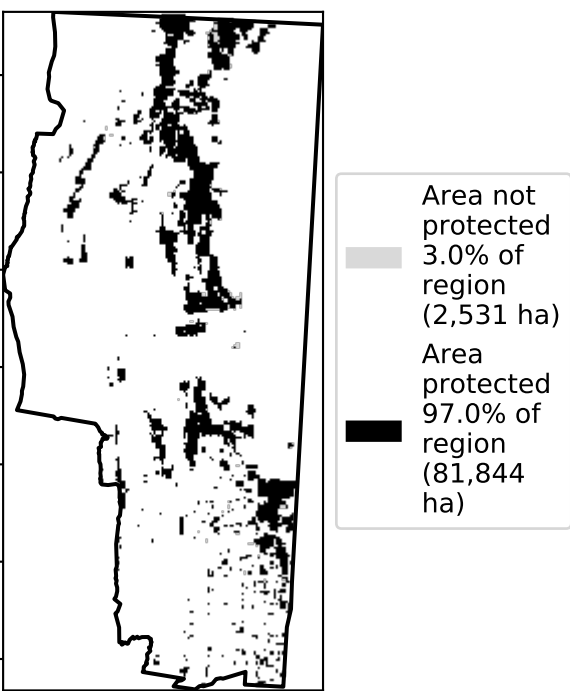 Area not
protected
3.0% of
region
(2,531 ha)
Area
protected
97.0% of
region
(81,844
ha)